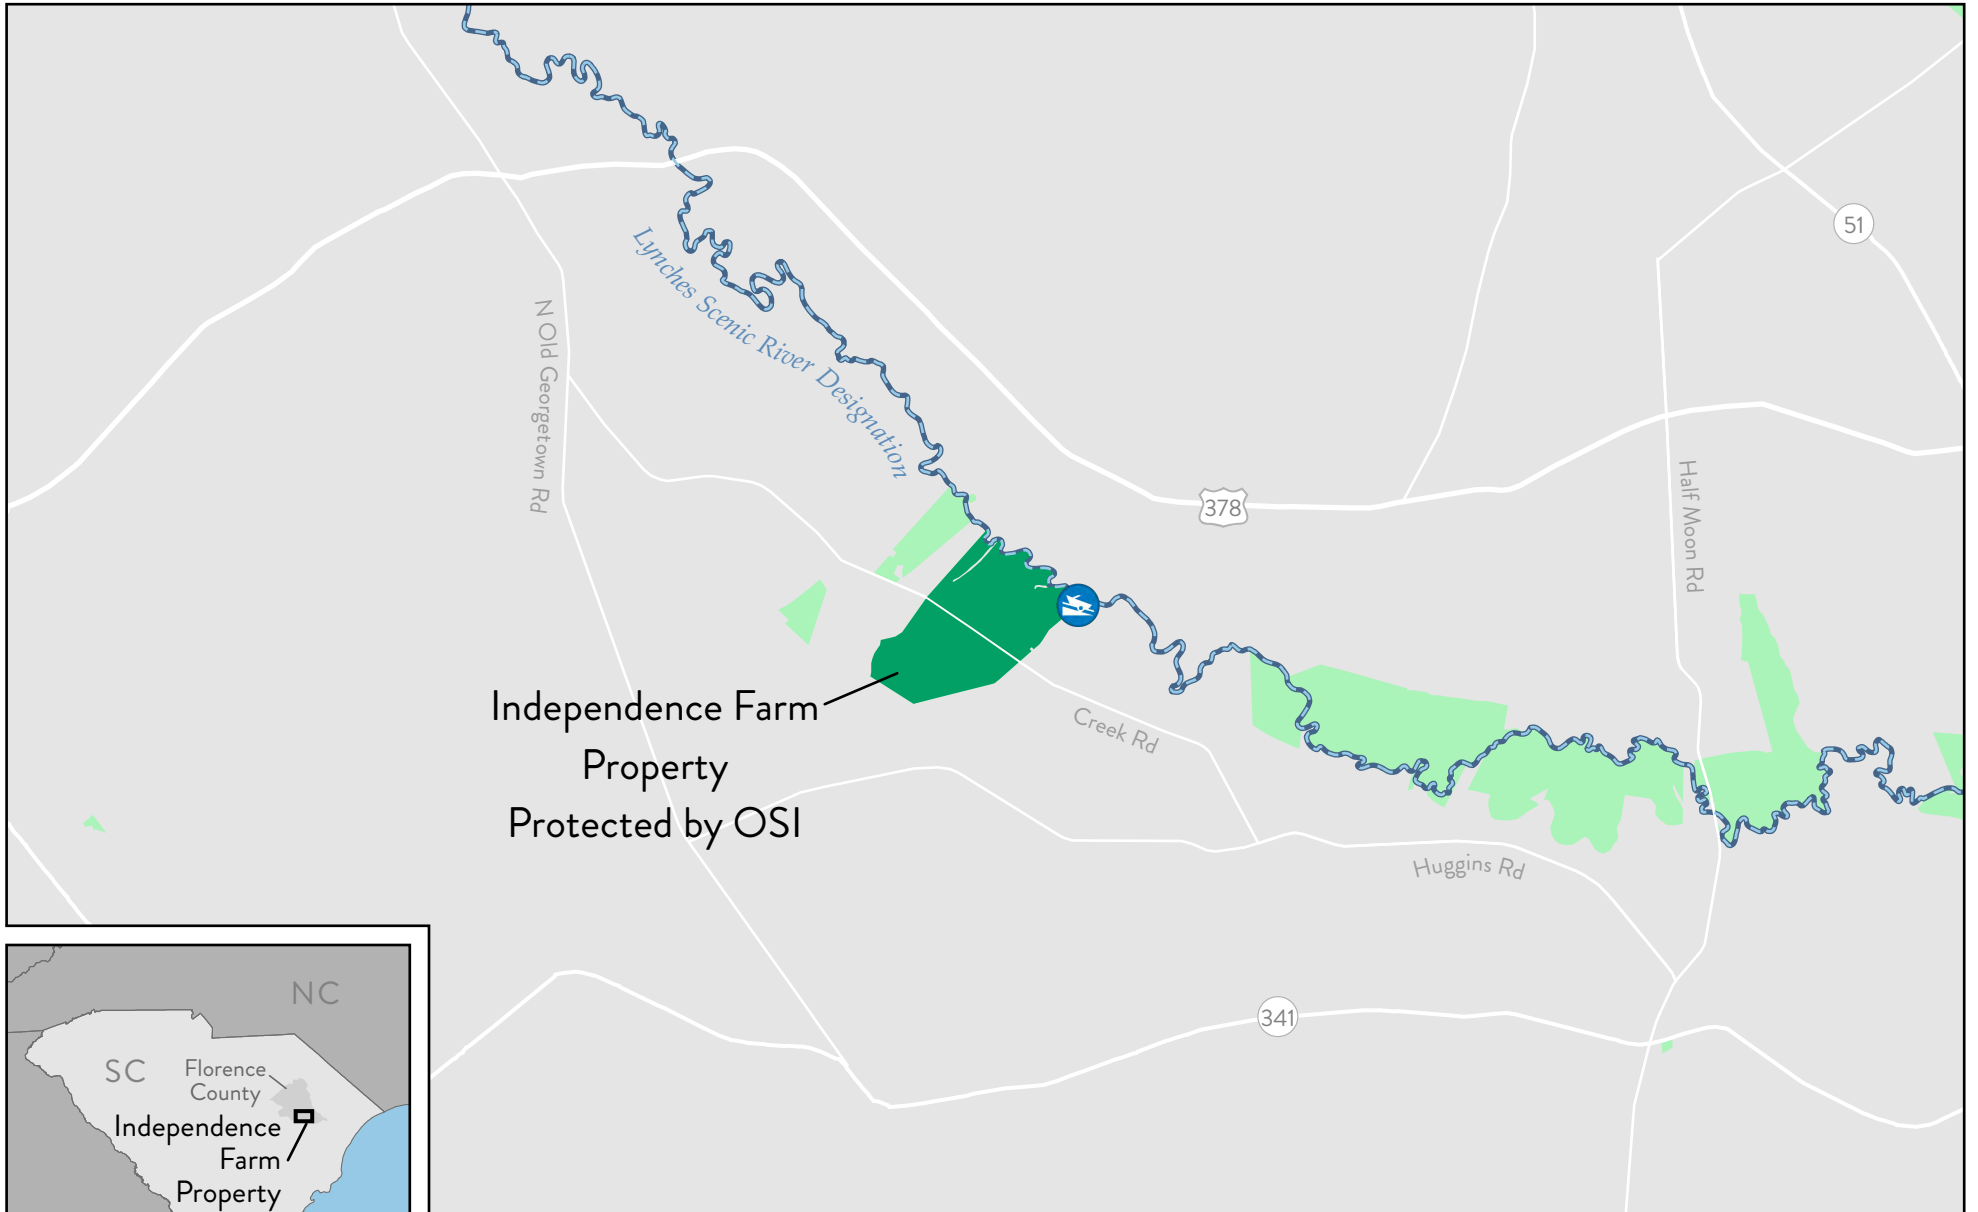 51
Lynches Scenic River Designation
N Old Georgetown Rd
378
Half Moon Rd
Independence Farm
Property
Protected by OSI
Creek Rd
Huggins Rd
341
NC
SC
Florence
County
Independence
Farm
Property